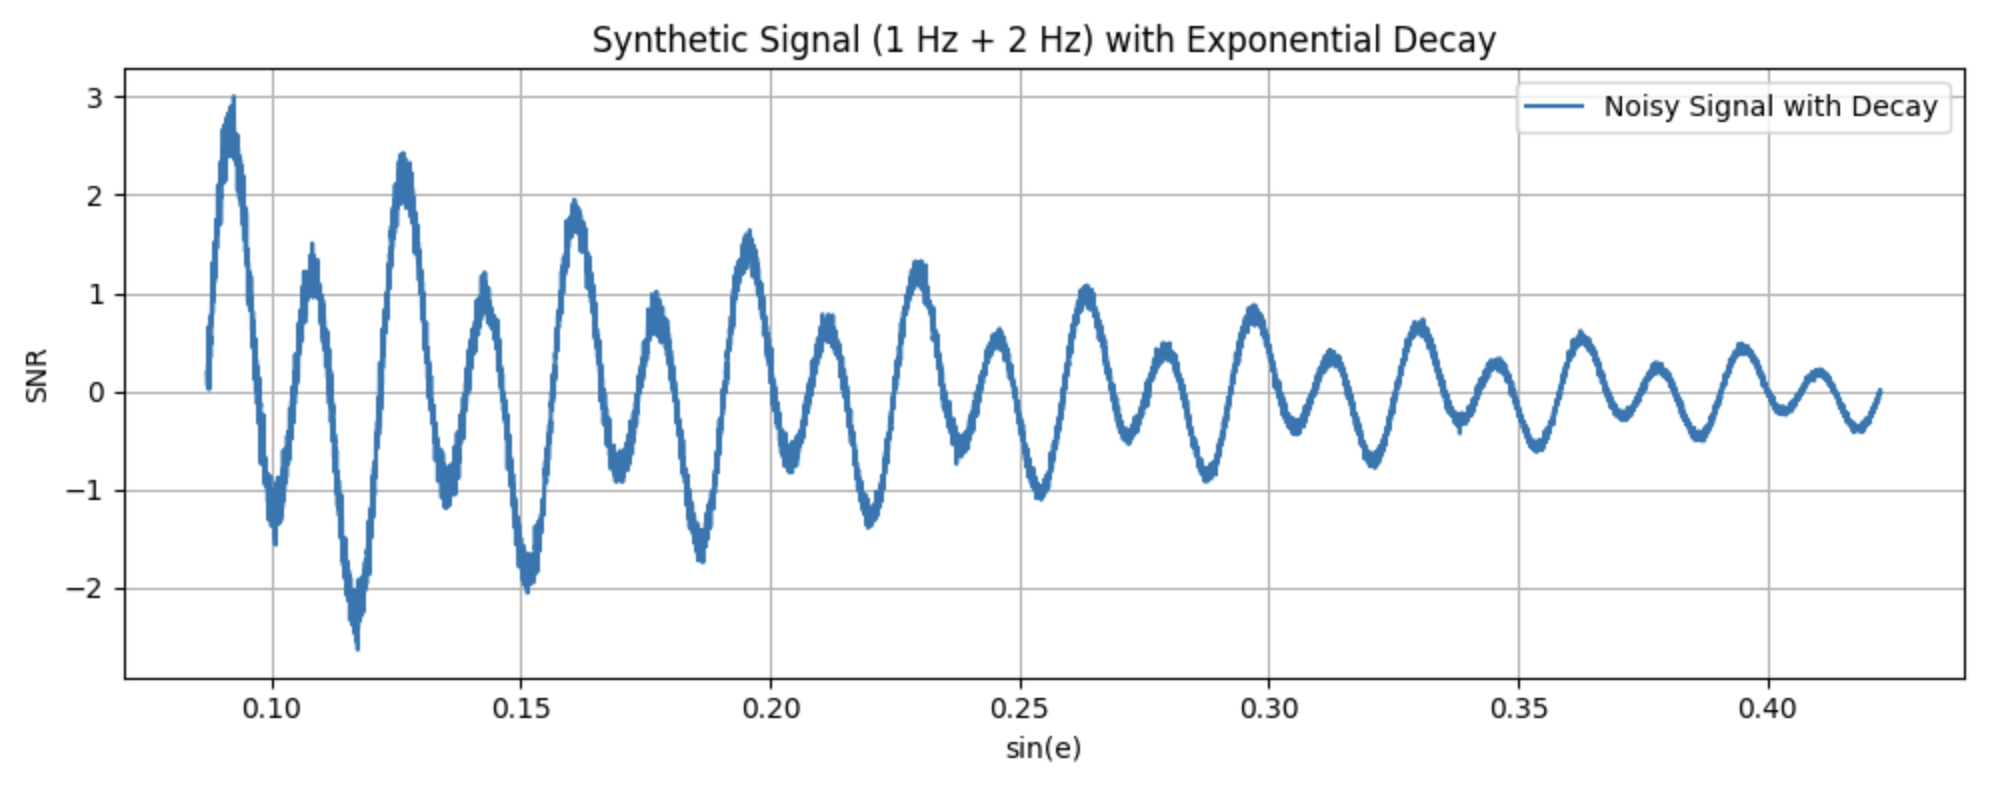 Synthetic Signal (1 Hz + 2 Hz) with Exponential Decay
Noisy Signal with Decay
SNR
3
2
1
0
−1
−2
0.10 0.15 0.20 0.25 0.30 0.35 0.40
sin(e)